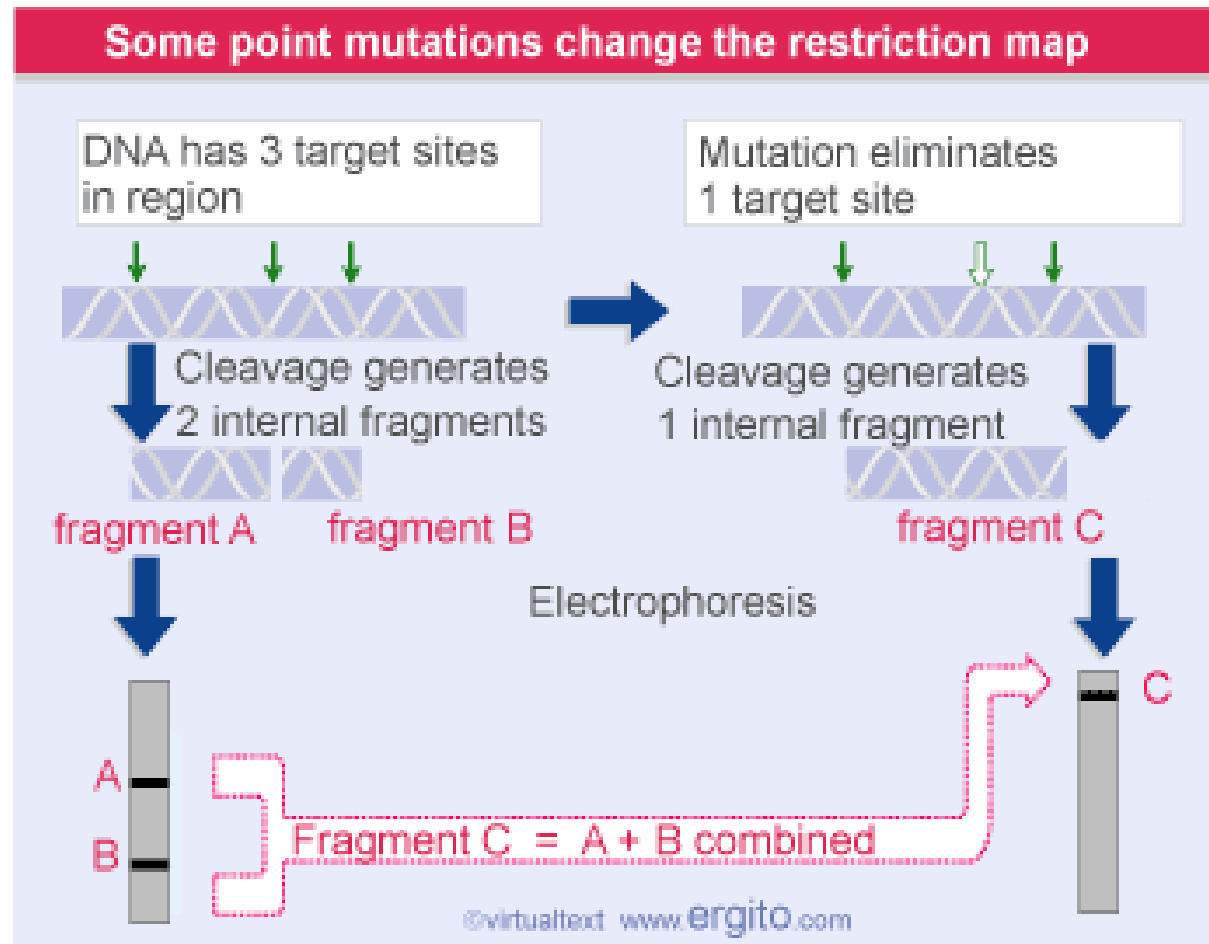 Some point mutations change the restriction map
DNA has 3 target sites
in region
Mutation eliminates
1 target site
Cleavage generates
2 internal fragments
Cleavage generates
1 internal fragment
fragment A
fragment B
fragment C
Electrophoresis
C
A
B
Fragment C = A + B combined
©virtualtext www.ergito.com